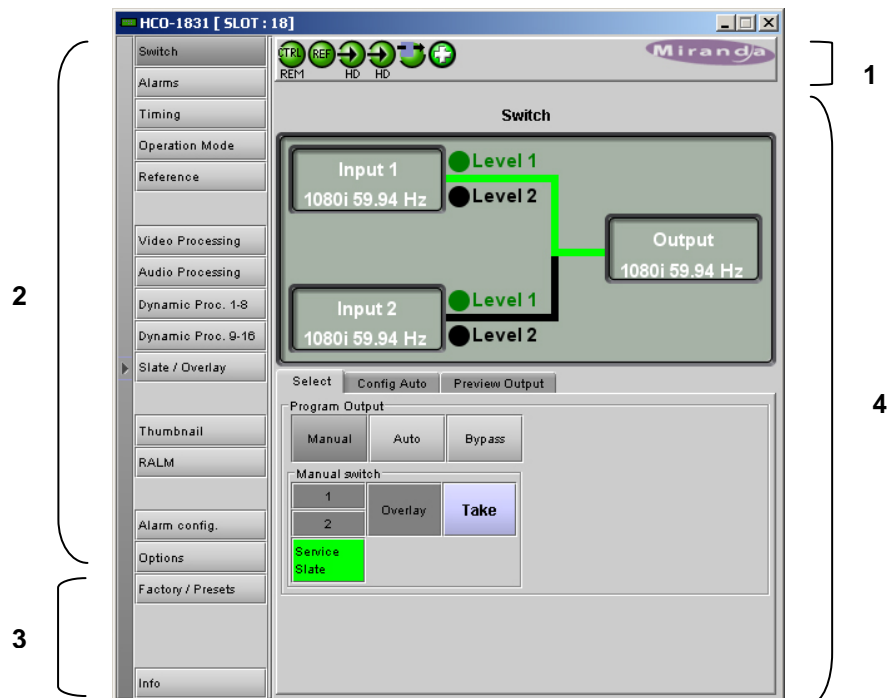 HCO-1831 [ SLOT : 18]
Switch
Alarms
Timing
Operation Mode
Reference
Video Processing
Audio Processing
Dynamic Proc. 1-8
Dynamic Proc. 9-16
Slate / Overlay
Thumbnail
RALM
Alarm config.
Options
Factory / Presets
Info
CTRL
REM
REF
HD
HD
Miranda
Switch
Input 1
1080i 59.94 Hz
Level 1
Level 2
Output
1080i 59.94 Hz
Input 2
1080i 59.94 Hz
Level 1
Level 2
Select
Config Auto
Preview Output
Program Output
Manual
Auto
Bypass
Manual switch
1
2
Overlay
Take
Service
Slate
1
2
3
4